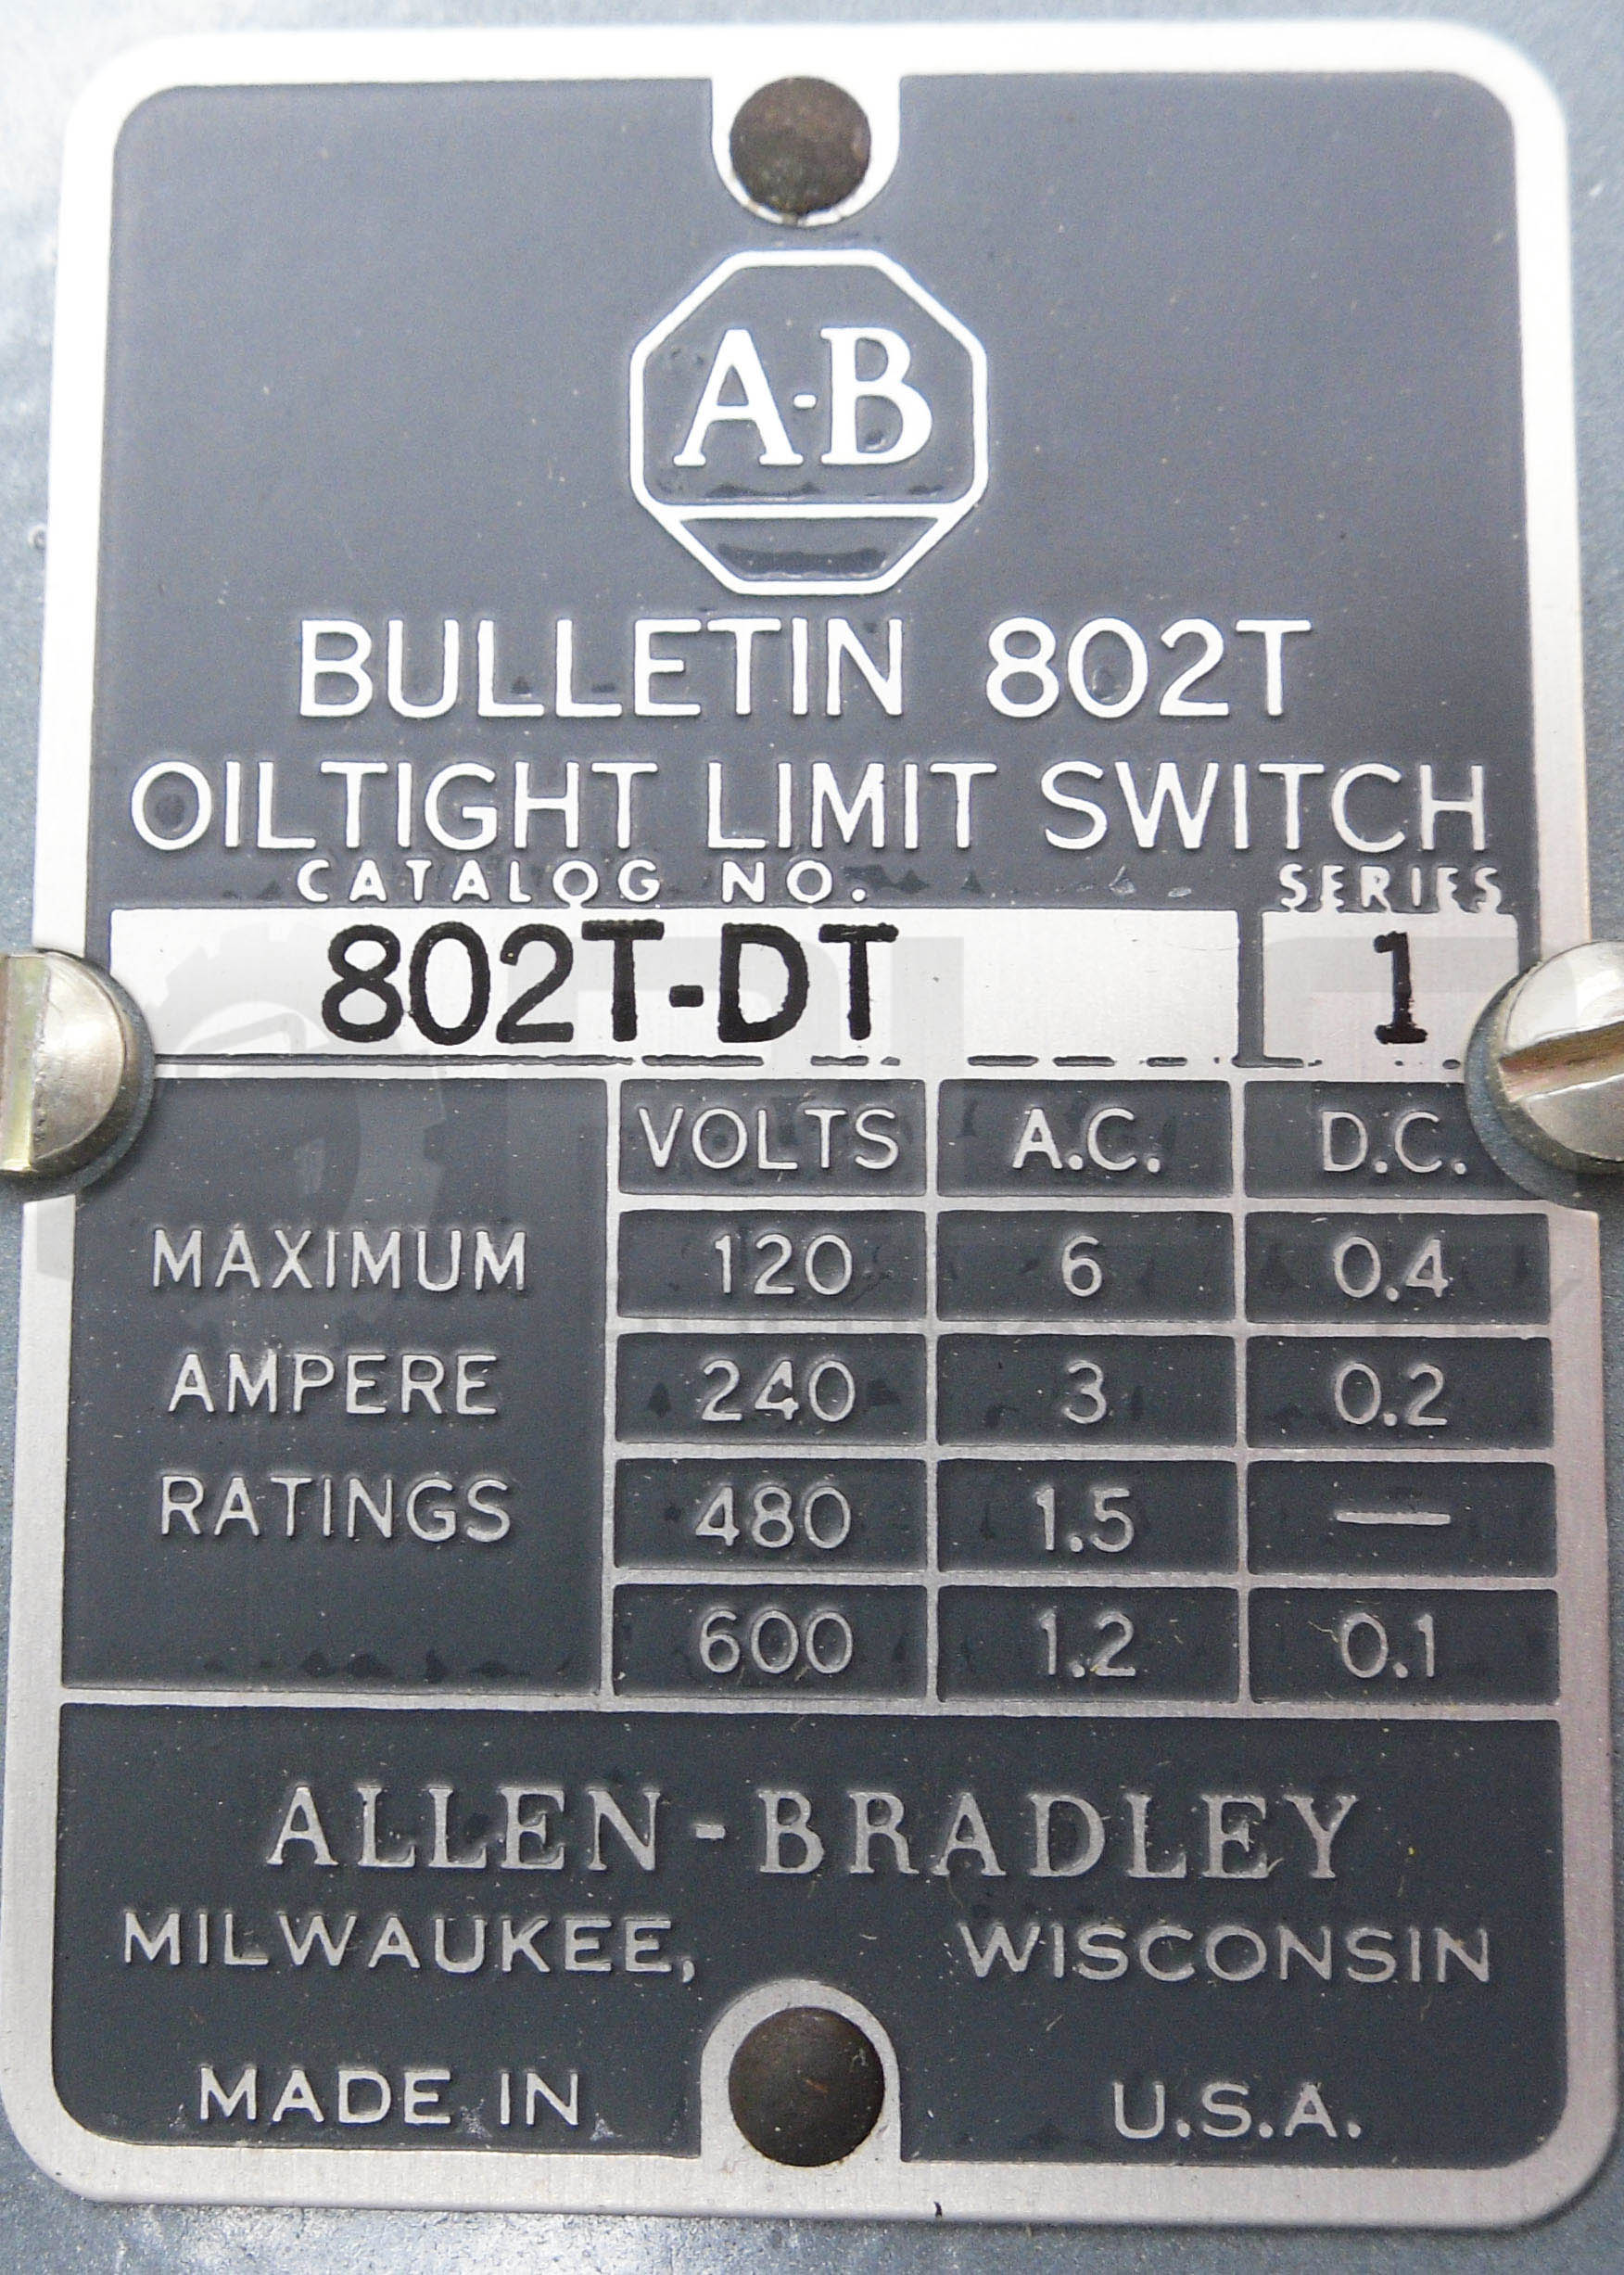 A-B
BULLETIN 802T
OILTIGHT LIMIT SWITCH
CATALOG NO. SERIES
802T-DT 1
VOLTS A.C. D.C.
MAXIMUM 120 6 0.4
AMPERE 240 3 0.2
RATINGS 480 1.5 —
600 1.2 0.1
ALLEN-BRADLEY
MILWAUKEE, WISCONSIN
MADE IN U.S.A.